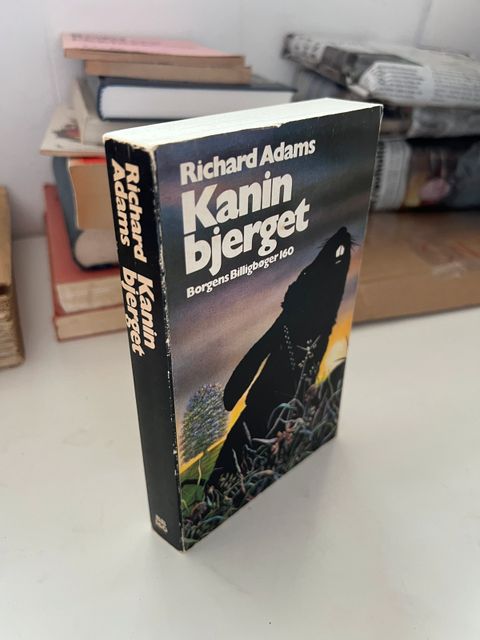 Richard Adams
Kanin
bjerget
Borgens Billigbøger 160
Richard
Adams
Kanin
bjerget